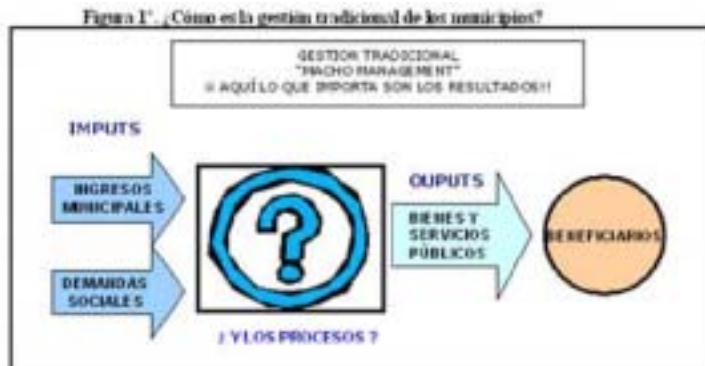 Figura 1ª. ¿Cómo es la gestión tradicional de los municipios?
GESTION TRADICIONAL
"MACHO MANAGEMENT"
¡¡ AQUÍ LO QUE IMPORTA SON LOS RESULTADOS!!
IMPUTS
INGRESOS
MUNICIPALES
DEMANDAS
SOCIALES
?
¿ Y LOS PROCESOS ?
OUPUTS
BIENES Y
SERVICIOS
PÚBLICOS
BENEFICIARIOS